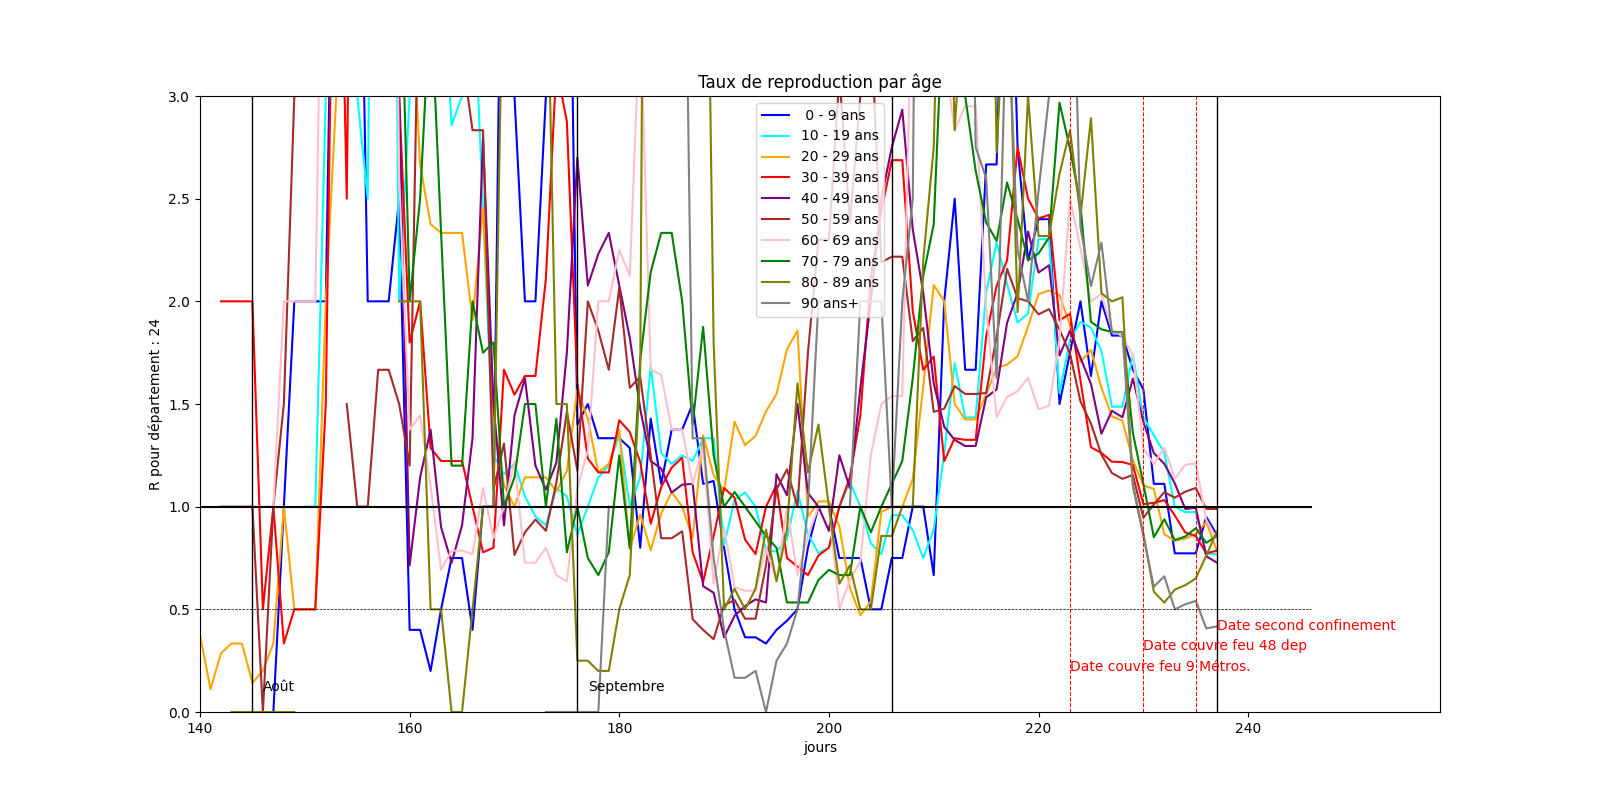 Taux de reproduction par âge
R pour département : 24
3.0
2.5
2.0
1.5
1.0
0.5
0.0
0 - 9 ans
10 - 19 ans
20 - 29 ans
30 - 39 ans
40 - 49 ans
50 - 59 ans
60 - 69 ans
70 - 79 ans
80 - 89 ans
90 ans+
Date second confinement
Date couvre feu 48 dep
Date couvre feu 9 Métros.
Août
Septembre
140
160
180
200
220
240
jours